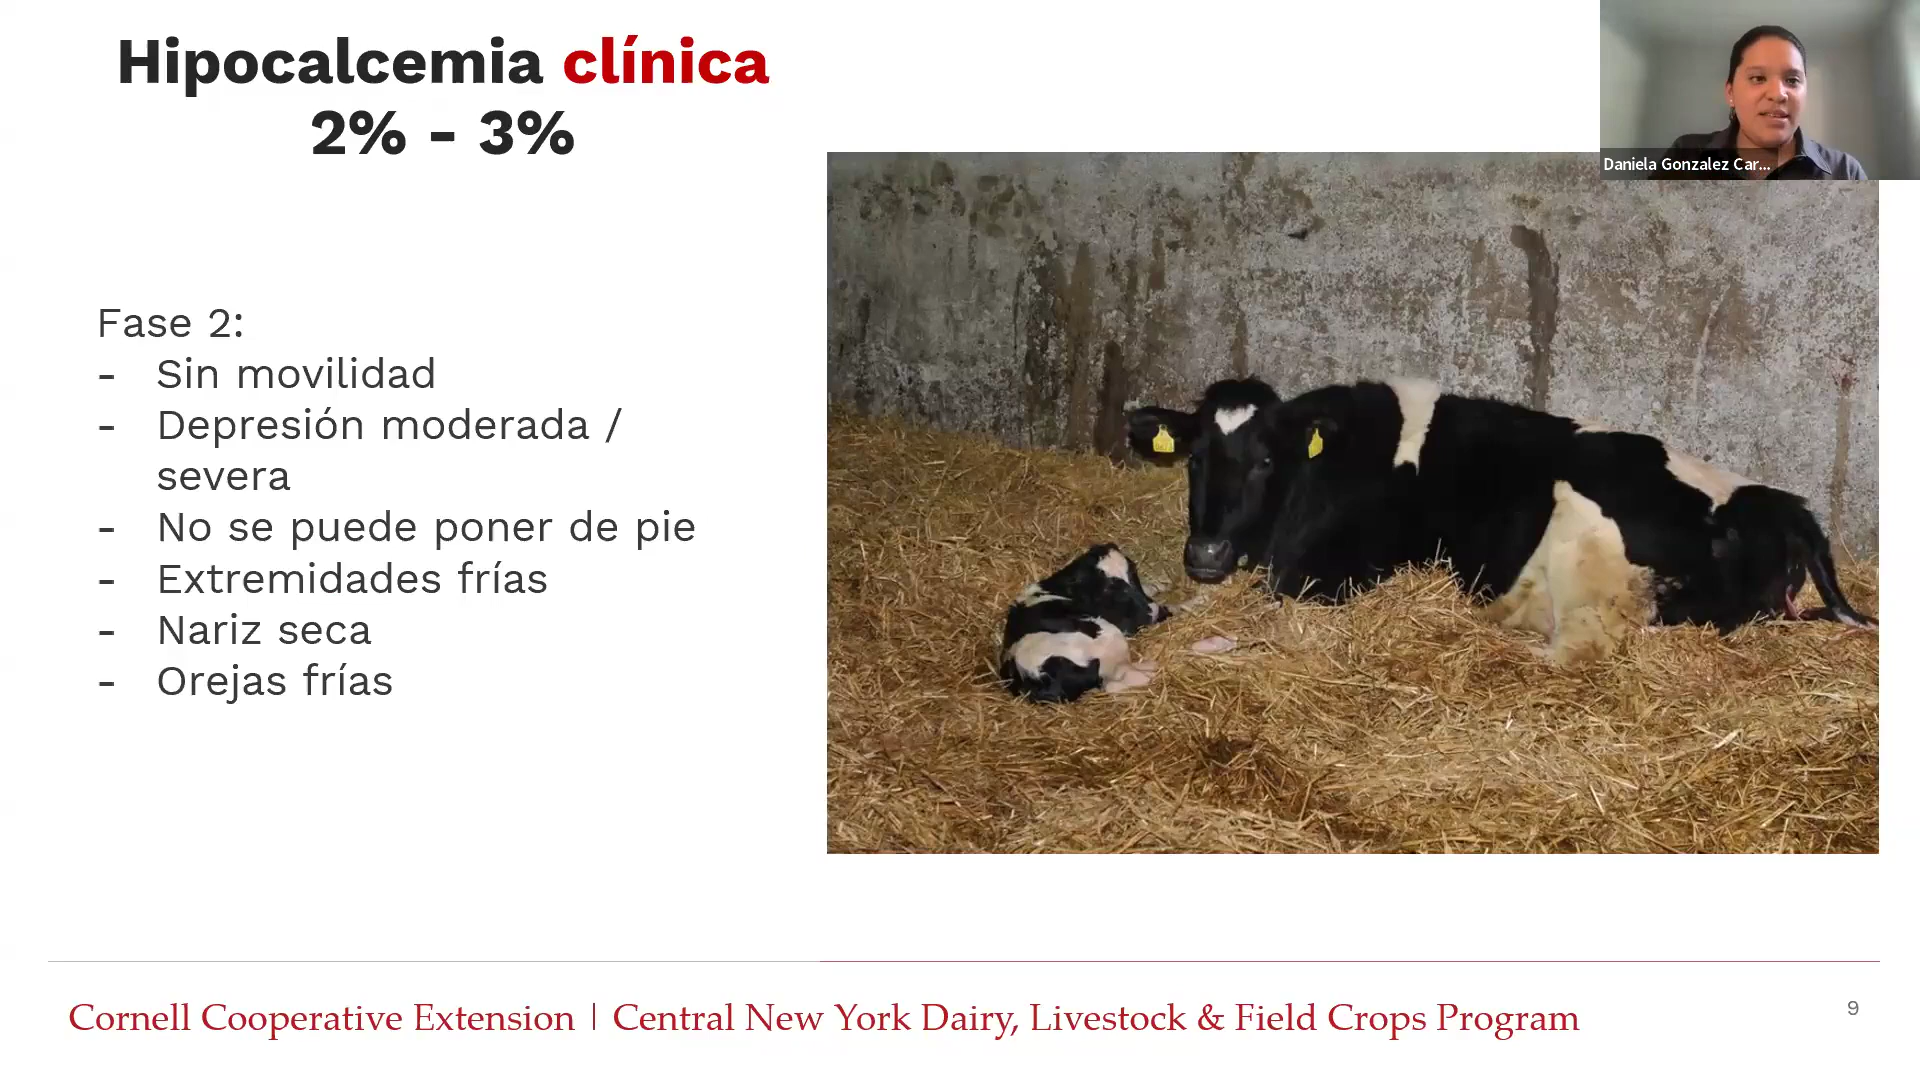 Hipocalcemia clínica
2% - 3%
Daniela Gonzalez Car...
Fase 2:
- Sin movilidad
- Depresión moderada /
severa
- No se puede poner de pie
- Extremidades frías
- Nariz seca
- Orejas frías
Cornell Cooperative Extension | Central New York Dairy, Livestock & Field Crops Program
9